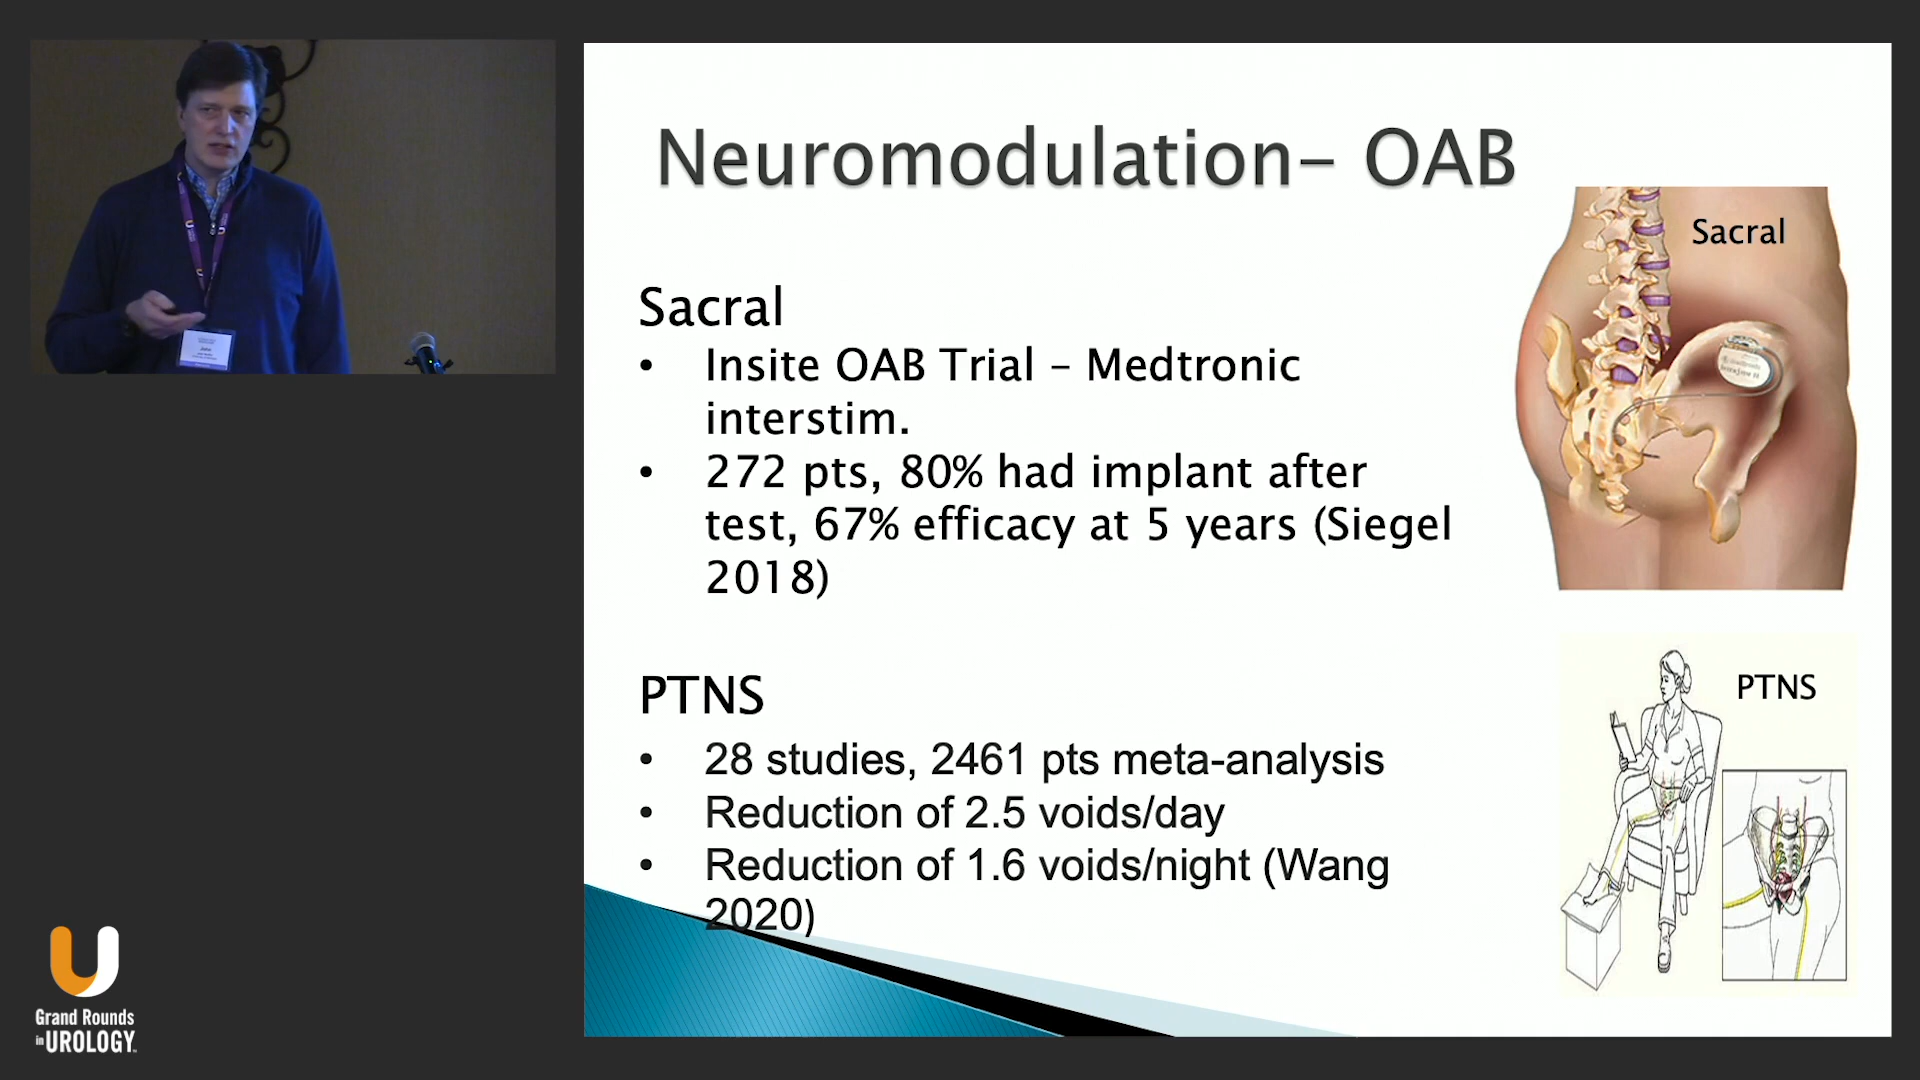 Neuromodulation- OAB
Sacral
Sacral
• Insite OAB Trial – Medtronic
interstim.
• 272 pts, 80% had implant after
test, 67% efficacy at 5 years (Siegel
2018)
PTNS
PTNS
• 28 studies, 2461 pts meta-analysis
• Reduction of 2.5 voids/day
• Reduction of 1.6 voids/night (Wang
2020)
Grand Rounds
in UROLOGY